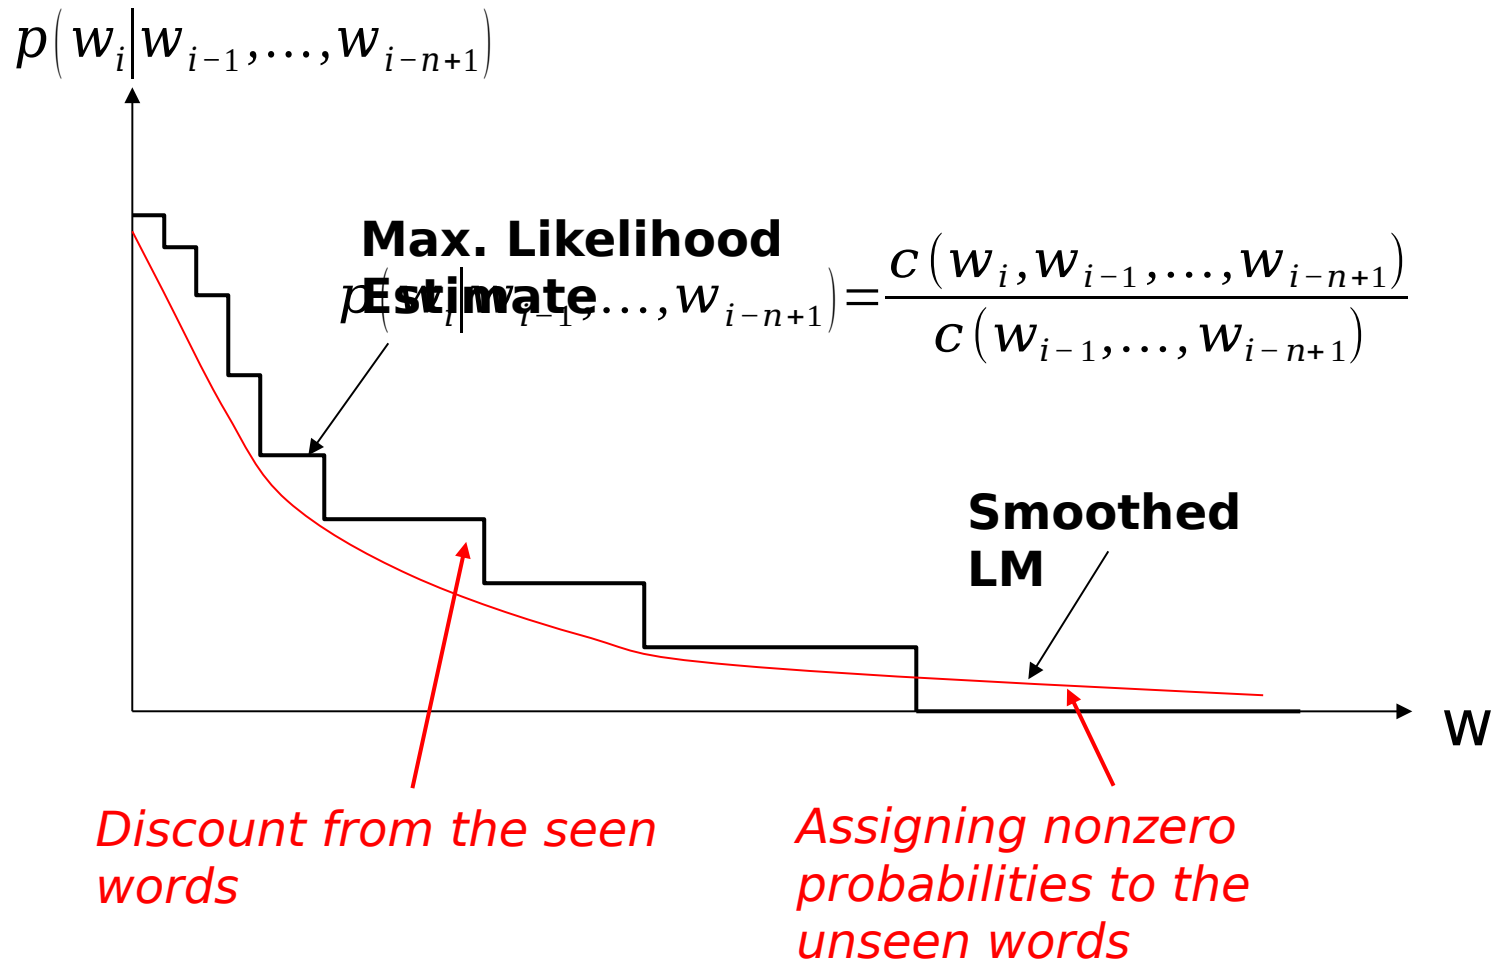 p(w_i|w_{i−1},...,w_{i−n+1})
Max. Likelihood
Estimate
p(w_i|w_{i−1},...,w_{i−n+1}) = c(w_i,w_{i−1},...,w_{i−n+1}) / c(w_{i−1},...,w_{i−n+1})
Smoothed
LM
w
Discount from the seen
words
Assigning nonzero
probabilities to the
unseen words